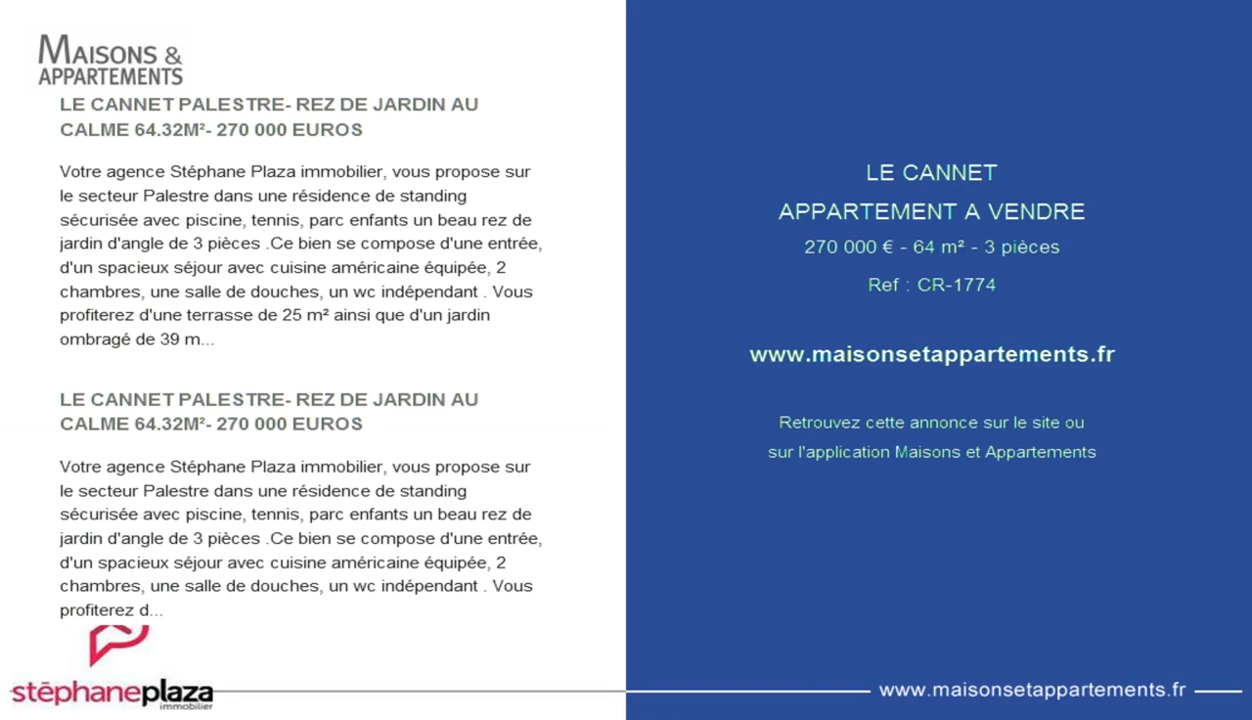 MAISONS &
APPARTEMENTS
LE CANNET PALESTRE- REZ DE JARDIN AU
CALME 64.32M²- 270 000 EUROS
Votre agence Stéphane Plaza immobilier, vous propose sur
le secteur Palestre dans une résidence de standing
sécurisée avec piscine, tennis, parc enfants un beau rez de
jardin d'angle de 3 pièces .Ce bien se compose d'une entrée,
d'un spacieux séjour avec cuisine américaine équipée, 2
chambres, une salle de douches, un wc indépendant . Vous
profiterez d'une terrasse de 25 m² ainsi que d'un jardin
ombragé de 39 m...
LE CANNET PALESTRE- REZ DE JARDIN AU
CALME 64.32M²- 270 000 EUROS
Votre agence Stéphane Plaza immobilier, vous propose sur
le secteur Palestre dans une résidence de standing
sécurisée avec piscine, tennis, parc enfants un beau rez de
jardin d'angle de 3 pièces .Ce bien se compose d'une entrée,
d'un spacieux séjour avec cuisine américaine équipée, 2
chambres, une salle de douches, un wc indépendant . Vous
profiterez d...
stéphaneplaza
immobilier
LE CANNET
APPARTEMENT A VENDRE
270 000 € - 64 m² - 3 pièces
Ref : CR-1774
www.maisonsetappartements.fr
Retrouvez cette annonce sur le site ou
sur l'application Maisons et Appartements
www.maisonsetappartements.fr